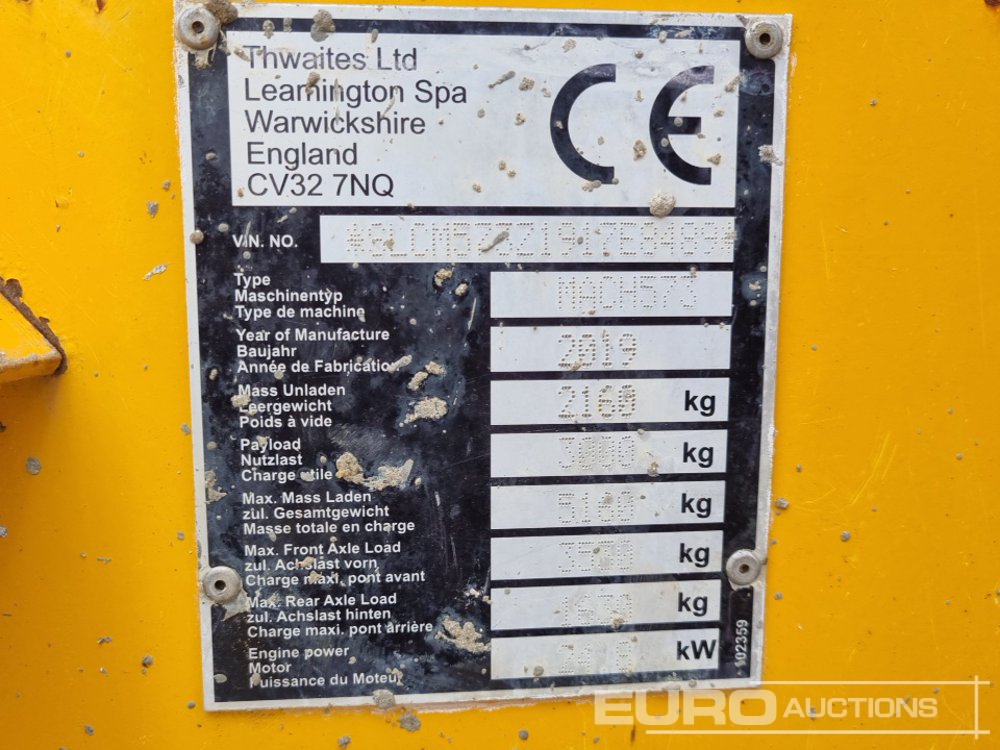 Thwaites Ltd
Leamington Spa
Warwickshire
England
CV32 7NQ
CE
V.I.N. NO.
Type
Maschinentyp
Type de machine
MACH573
Year of Manufacture
Baujahr
Année de Fabrication
2019
Mass Unladen
Leergewicht
Poids à vide
2160 kg
Payload
Nutzlast
Charge utile
3000 kg
Max. Mass Laden
zul. Gesamtgewicht
Masse totale en charge
5160 kg
Max. Front Axle Load
zul. Achslast vorn
Charge maxi. pont avant
kg
Max. Rear Axle Load
zul. Achslast hinten
Charge maxi. pont arrière
kg
Engine power
Motor
Puissance du Moteur
kW
EURO AUCTIONS